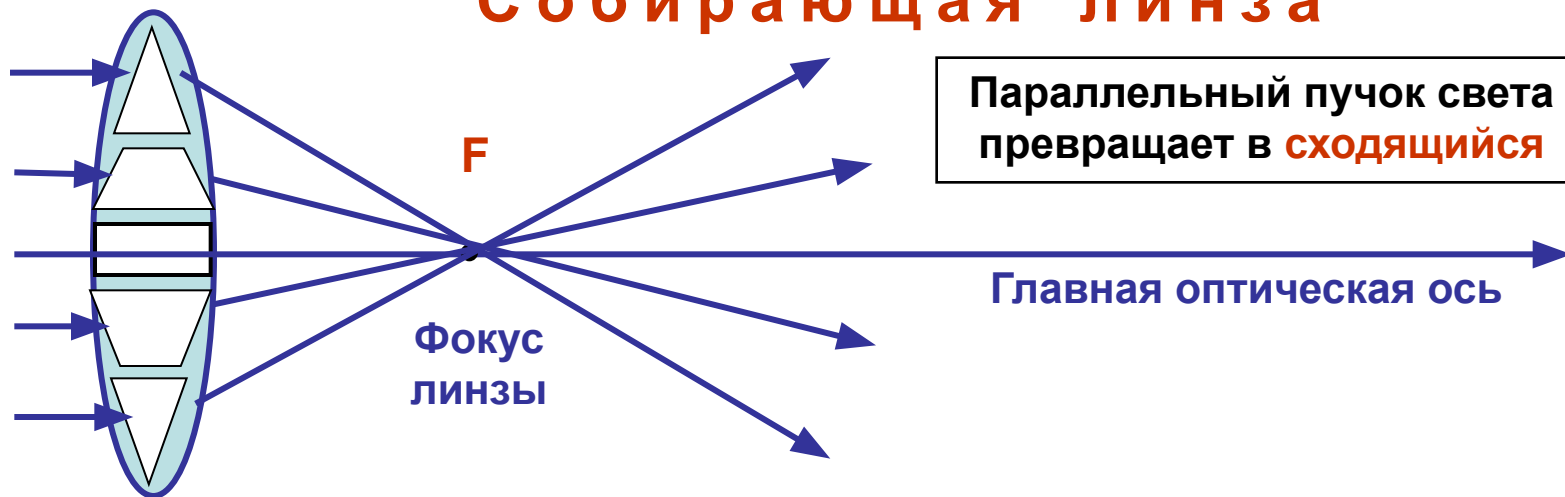 Собирающая линза
Параллельный пучок света
превращает в сходящийся
F
Главная оптическая ось
Фокус
линзы